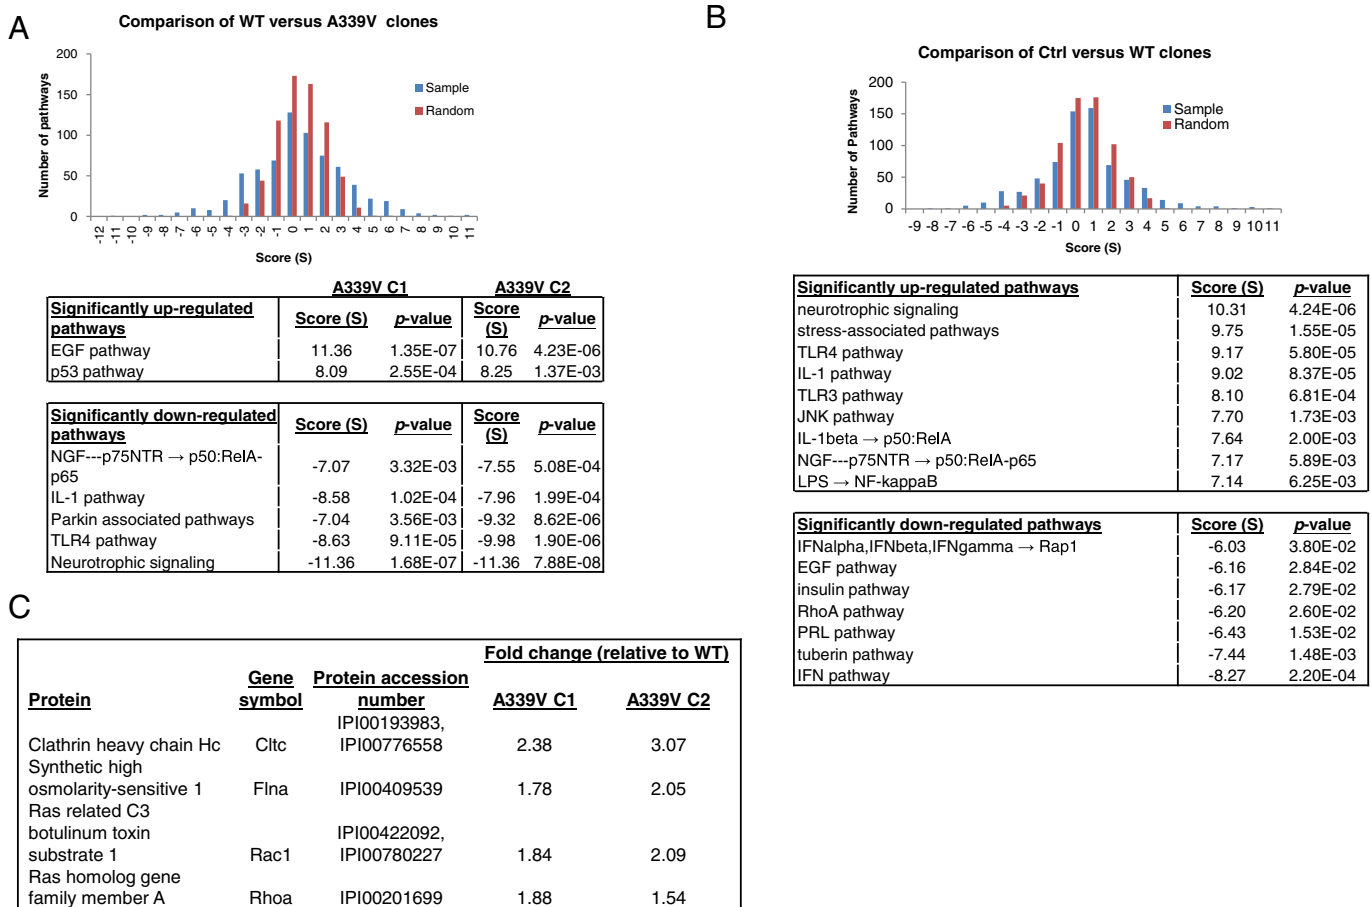 A
Comparison of WT versus A339V clones
200
150
100
50
0
Number of pathways
Sample
Random
-12 -11 -10 -9 -8 -7 -6 -5 -4 -3 -2 -1 0 1 2 3 4 5 6 7 8 9 10 11
Score (S)
A339V C1 A339V C2
Significantly up-regulated pathways Score (S) p-value Score (S) p-value
EGF pathway 11.36 1.35E-07 10.76 4.23E-06
p53 pathway 8.09 2.55E-04 8.25 1.37E-03
Significantly down-regulated pathways Score (S) p-value Score (S) p-value
NGF---p75NTR → p50:RelA-p65 -7.07 3.32E-03 -7.55 5.08E-04
IL-1 pathway -8.58 1.02E-04 -7.96 1.99E-04
Parkin associated pathways -7.04 3.56E-03 -9.32 8.62E-06
TLR4 pathway -8.63 9.11E-05 -9.98 1.90E-06
Neurotrophic signaling -11.36 1.68E-07 -11.36 7.88E-08
B
Comparison of Ctrl versus WT clones
200
150
100
50
0
Number of Pathways
Sample
Random
-9 -8 -7 -6 -5 -4 -3 -2 -1 0 1 2 3 4 5 6 7 8 9 10 11
Score (S)
Significantly up-regulated pathways Score (S) p-value
neurotrophic signaling 10.31 4.24E-06
stress-associated pathways 9.75 1.55E-05
TLR4 pathway 9.17 5.80E-05
IL-1 pathway 9.02 8.37E-05
TLR3 pathway 8.10 6.81E-04
JNK pathway 7.70 1.73E-03
IL-1beta → p50:RelA 7.64 2.00E-03
NGF---p75NTR → p50:RelA-p65 7.17 5.89E-03
LPS → NF-kappaB 7.14 6.25E-03
Significantly down-regulated pathways Score (S) p-value
IFNalpha,IFNbeta,IFNgamma → Rap1 -6.03 3.80E-02
EGF pathway -6.16 2.84E-02
insulin pathway -6.17 2.79E-02
RhoA pathway -6.20 2.60E-02
PRL pathway -6.43 1.53E-02
tuberin pathway -7.44 1.48E-03
IFN pathway -8.27 2.20E-04
C
Fold change (relative to WT)
Protein Gene symbol Protein accession number A339V C1 A339V C2
IPI00193983,
Clathrin heavy chain Hc Cltc IPI00776558 2.38 3.07
Synthetic high
osmolarity-sensitive 1 Flna IPI00409539 1.78 2.05
Ras related C3
botulinum toxin IPI00422092,
substrate 1 Rac1 IPI00780227 1.84 2.09
Ras homolog gene
family member A Rhoa IPI00201699 1.88 1.54